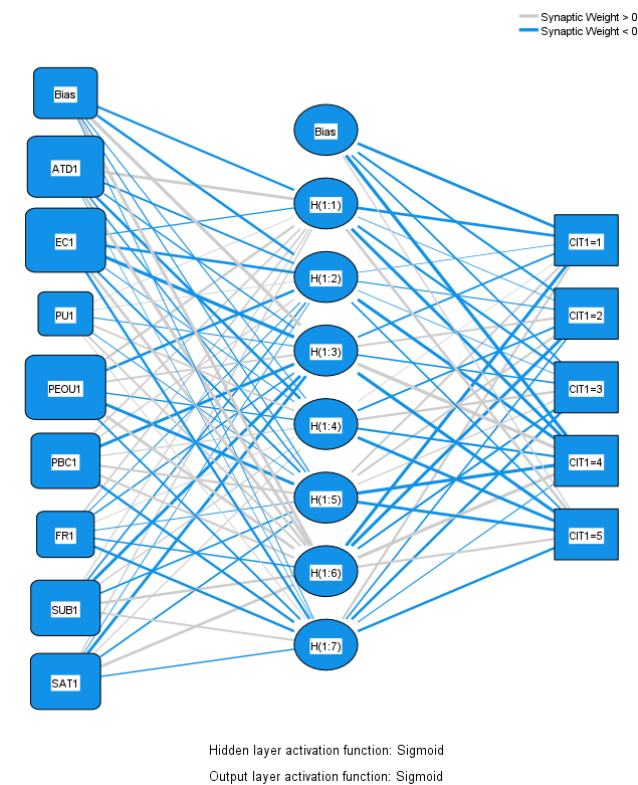 Synaptic Weight > 0
Synaptic Weight < 0
Bias
ATD1
EC1
PU1
PEOU1
PBC1
FR1
SUB1
SAT1
Bias
H(1:1)
H(1:2)
H(1:3)
H(1:4)
H(1:5)
H(1:6)
H(1:7)
CIT1=1
CIT1=2
CIT1=3
CIT1=4
CIT1=5
Hidden layer activation function: Sigmoid
Output layer activation function: Sigmoid